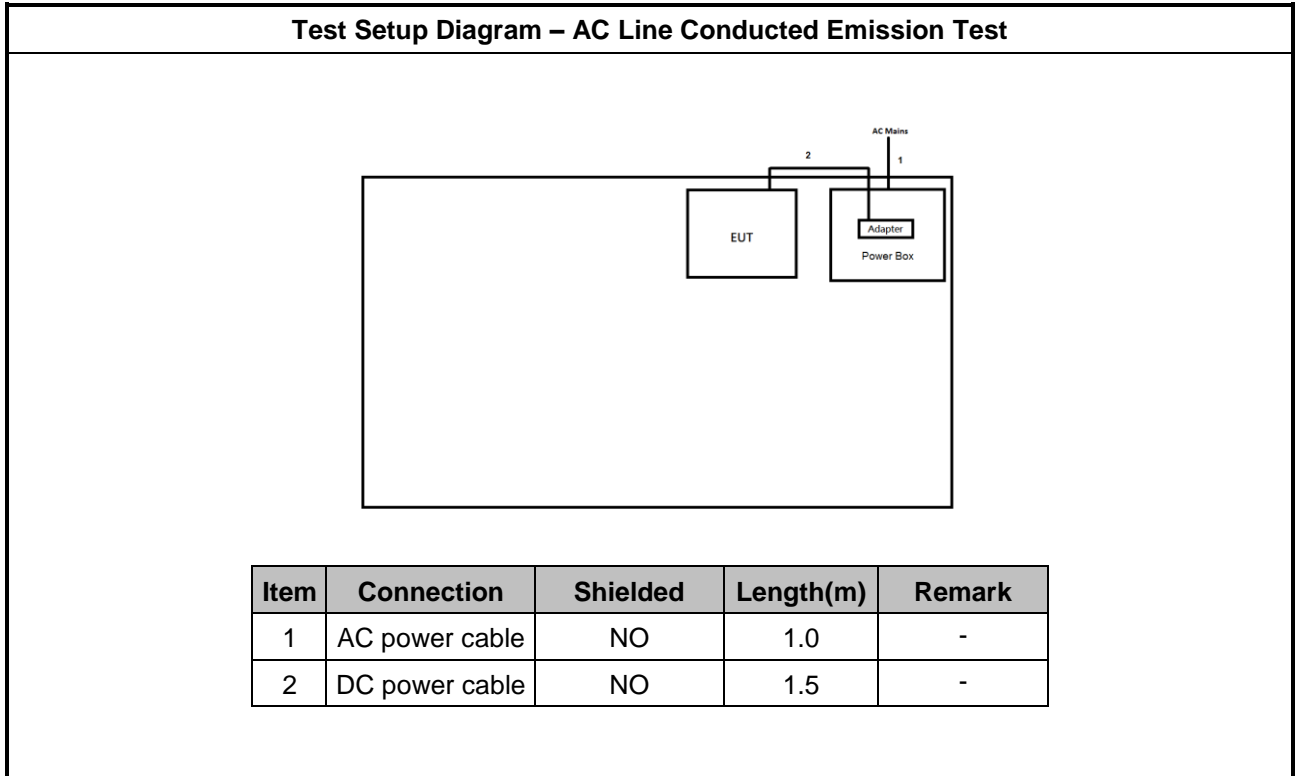 Test Setup Diagram – AC Line Conducted Emission Test
AC Mains
2
1
EUT
Adapter
Power Box
Item Connection Shielded Length(m) Remark
1 AC power cable NO 1.0 -
2 DC power cable NO 1.5 -